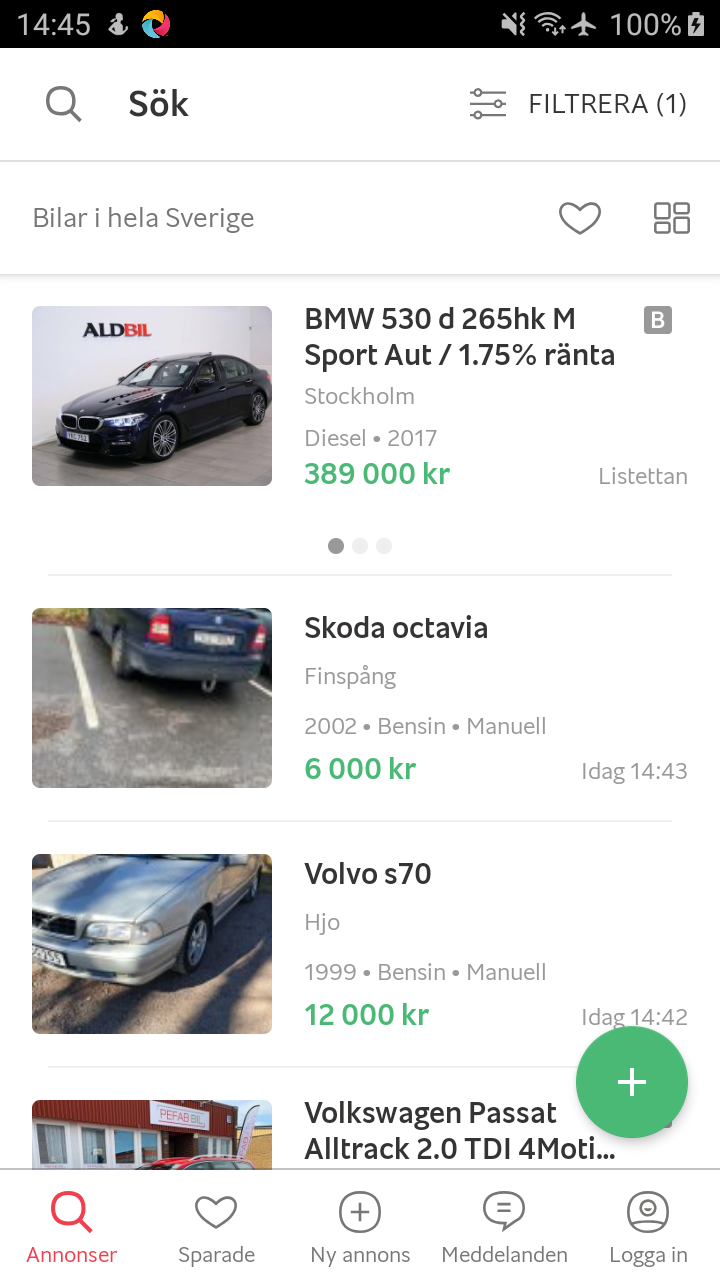 14:45
100%
Sök
FILTRERA (1)
Bilar i hela Sverige
ALDBIL
BMW 530 d 265hk M
Sport Aut / 1.75% ränta
B
Stockholm
Diesel • 2017
389 000 kr
Listettan
Skoda octavia
Finspång
2002 • Bensin • Manuell
6 000 kr
Idag 14:43
Volvo s70
Hjo
1999 • Bensin • Manuell
12 000 kr
Idag 14:42
PEFAB BIL
Volkswagen Passat
Alltrack 2.0 TDI 4Moti...
Annonser
Sparade
Ny annons
Meddelanden
Logga in